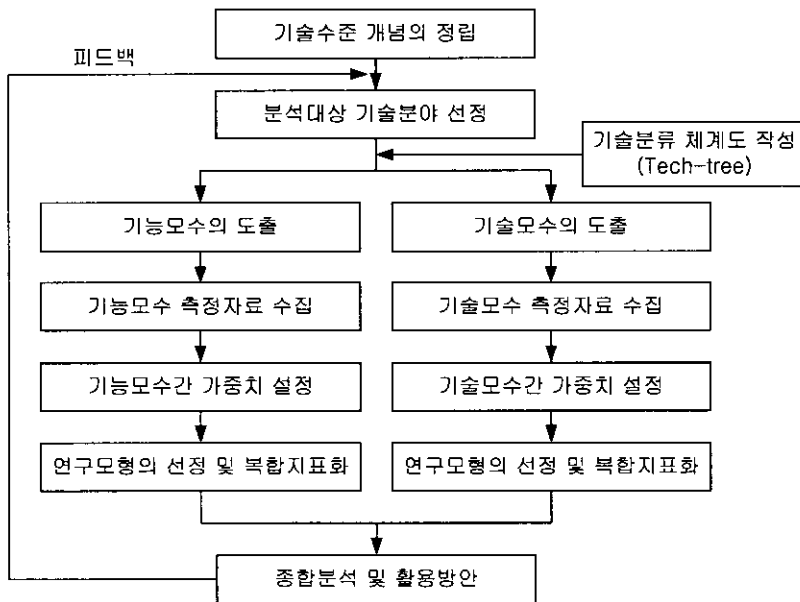 기술수준 개념의 정립
피드백
분석대상 기술분야 선정
기술분류 체계도 작성
(Tech-tree)
기능모수의 도출
기술모수의 도출
기능모수 측정자료 수집
기술모수 측정자료 수집
기능모수간 가중치 설정
기술모수간 가중치 설정
연구모형의 선정 및 복합지표화
연구모형의 선정 및 복합지표화
종합분석 및 활용방안